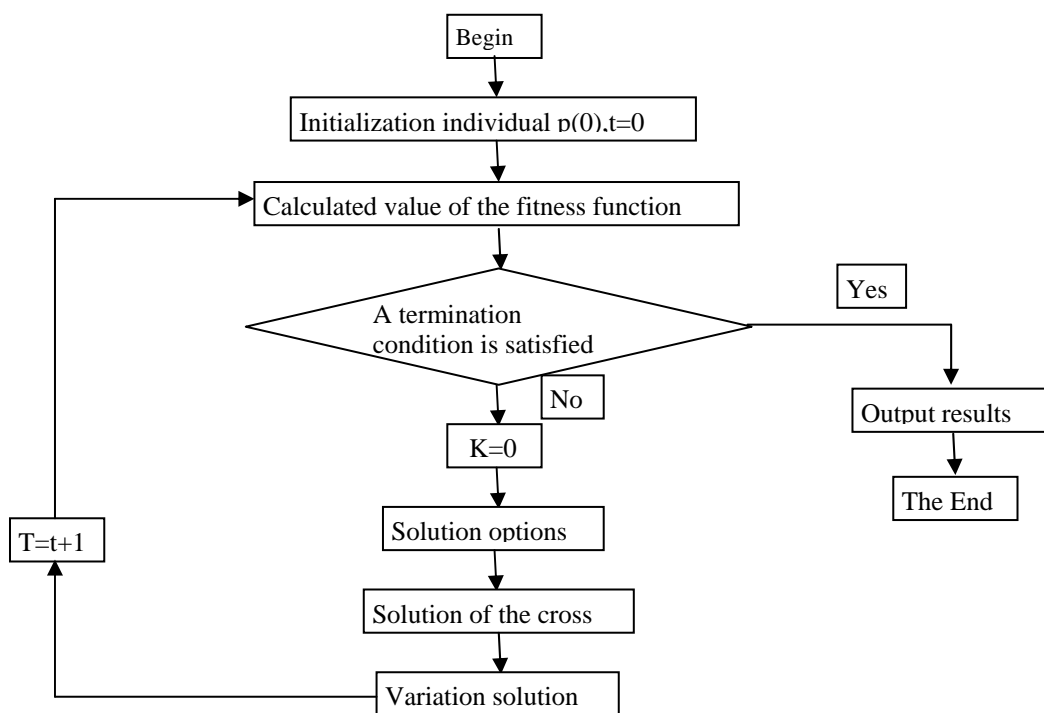 Begin
Initialization individual p(0),t=0
Calculated value of the fitness function
A termination
condition is satisfied
Yes
No
Output results
K=0
The End
Solution options
T=t+1
Solution of the cross
Variation solution